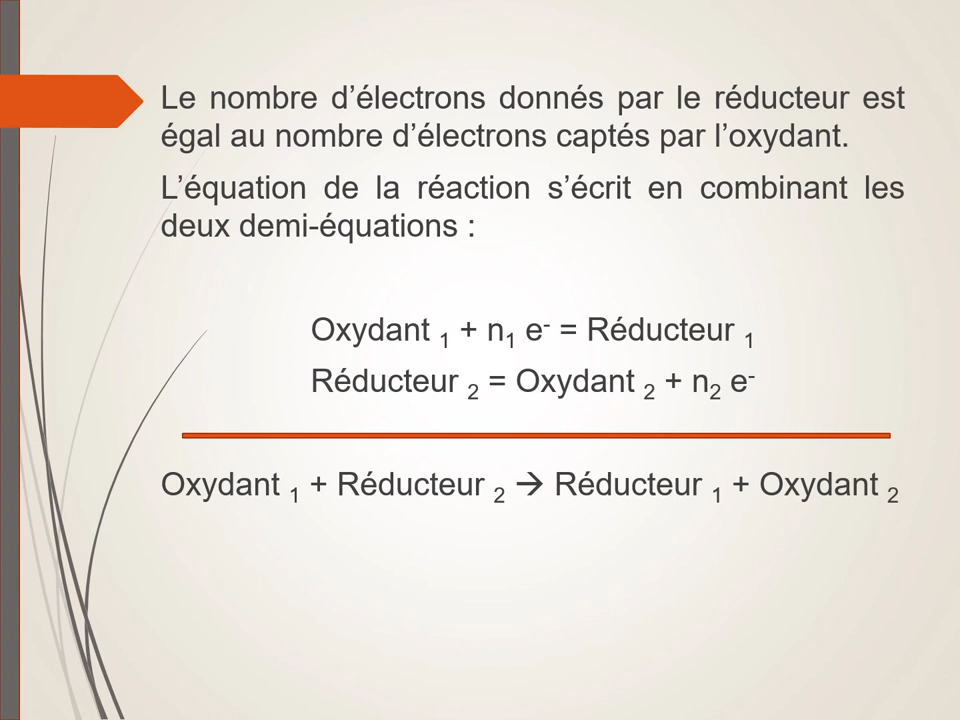 Le nombre d’électrons donnés par le réducteur est
égal au nombre d’électrons captés par l’oxydant.
L’équation de la réaction s’écrit en combinant les
deux demi-équations :
Oxydant ₁ + n₁ e⁻ = Réducteur ₁
Réducteur ₂ = Oxydant ₂ + n₂ e⁻
Oxydant ₁ + Réducteur ₂ → Réducteur ₁ + Oxydant ₂